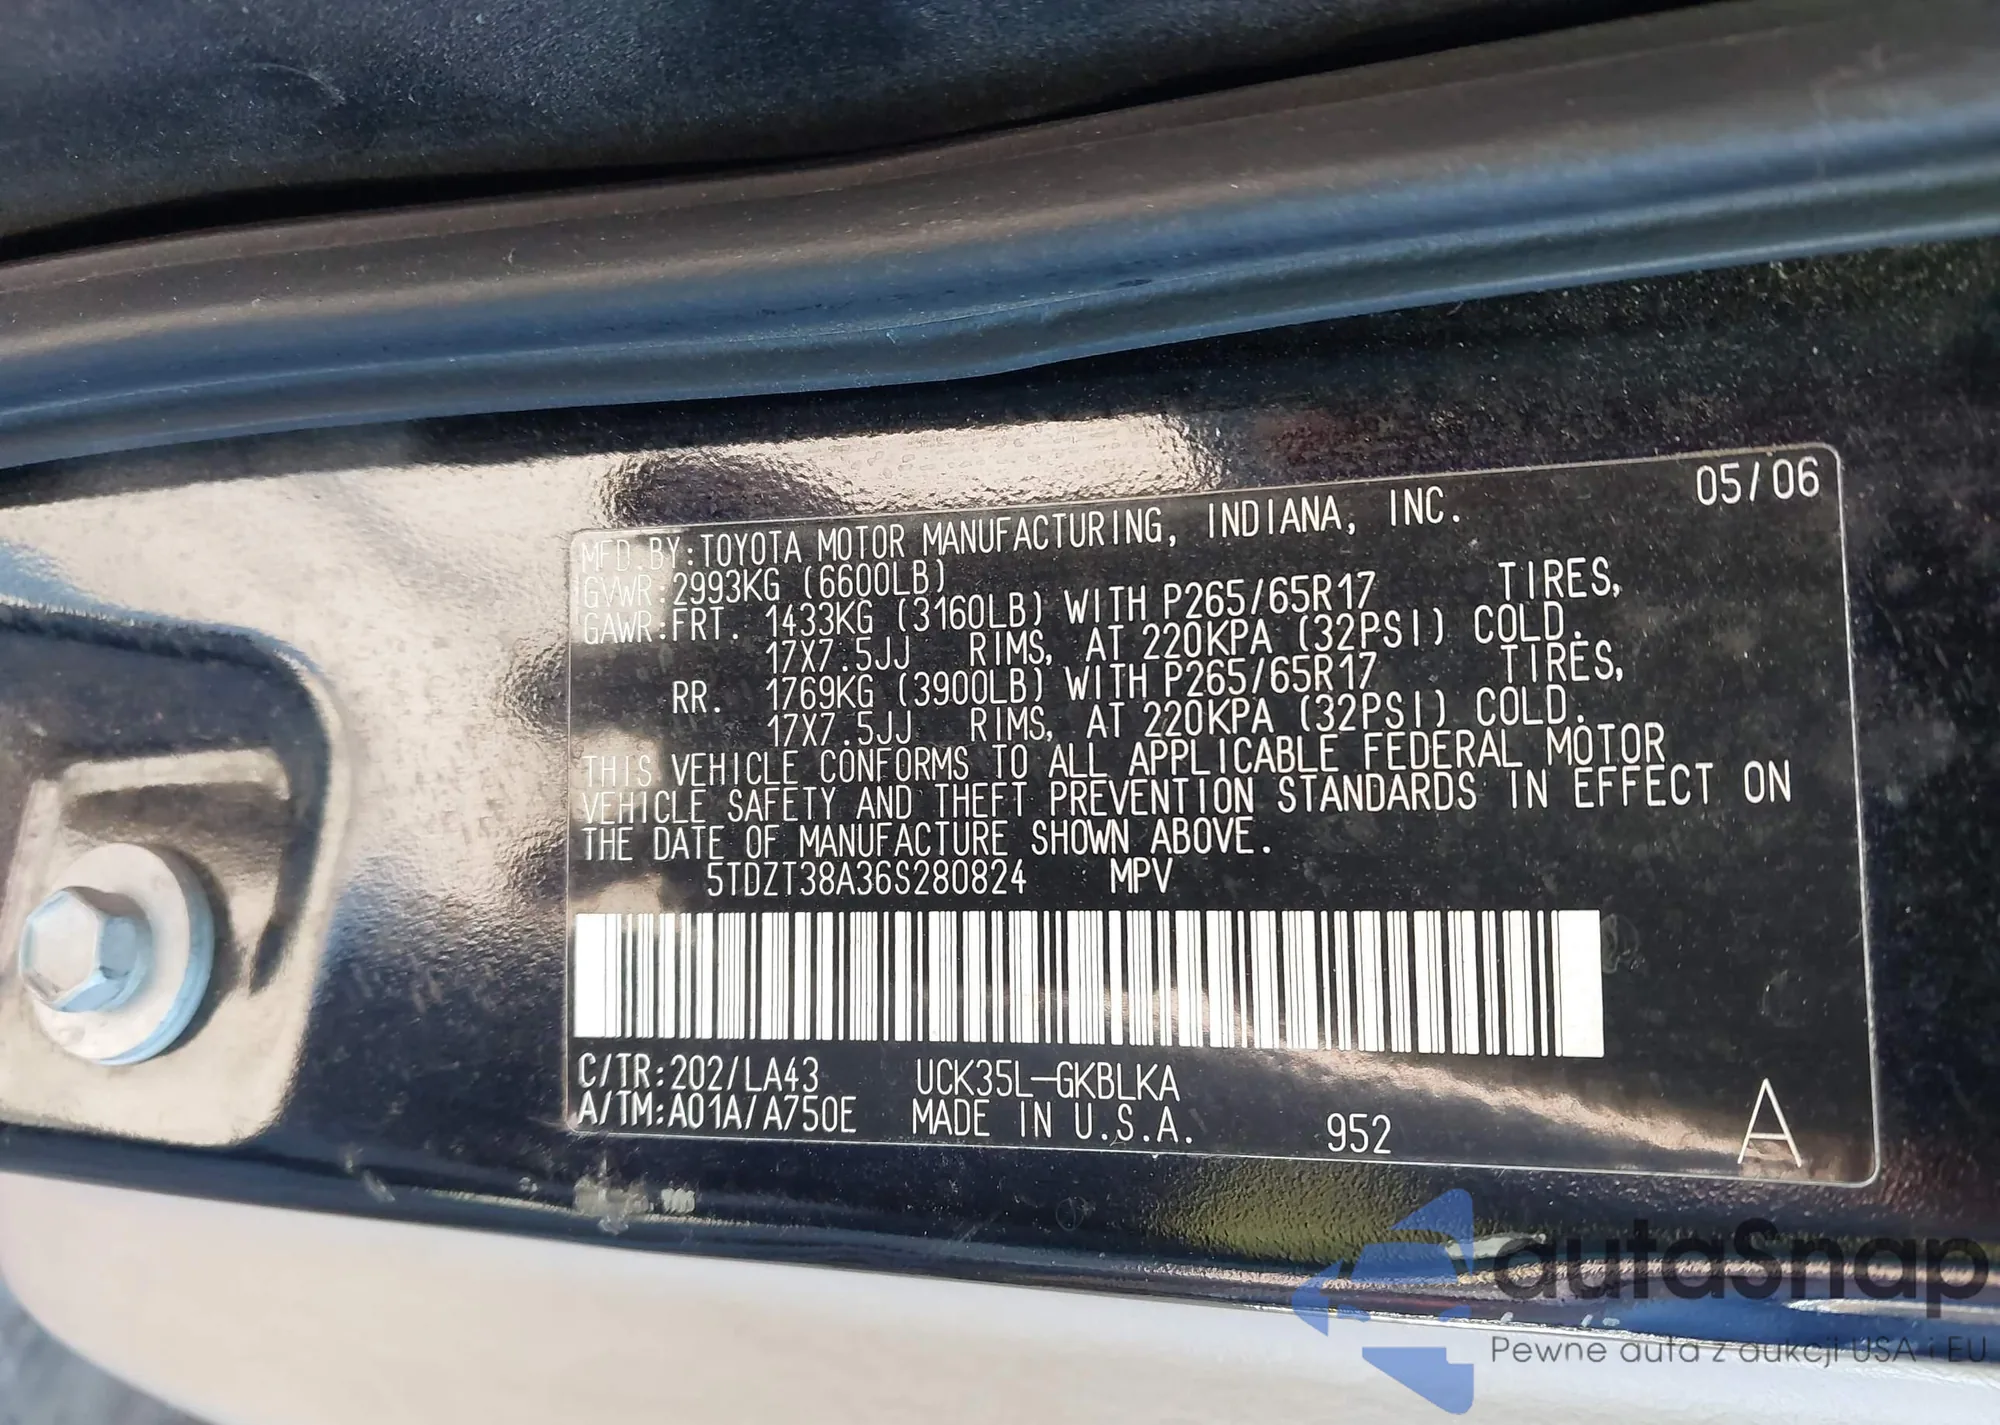 05/06
MFD.BY:TOYOTA MOTOR MANUFACTURING, INDIANA, INC.
GVWR:2993KG (6600LB)
GAWR:FRT. 1433KG (3160LB) WITH P265/65R17 TIRES,
17X7.5JJ RIMS, AT 220KPA (32PSI) COLD.
RR. 1769KG (3900LB) WITH P265/65R17 TIRES,
17X7.5JJ RIMS, AT 220KPA (32PSI) COLD.
THIS VEHICLE CONFORMS TO ALL APPLICABLE FEDERAL MOTOR
VEHICLE SAFETY AND THEFT PREVENTION STANDARDS IN EFFECT ON
THE DATE OF MANUFACTURE SHOWN ABOVE.
5TDZT38A36S280824 MPV
C/TR:202/LA43 UCK35L-GKBLKA
A/TM:A01A/A750E MADE IN U.S.A. 952 A
autaSnap
Pewne auta z aukcji USA i EU